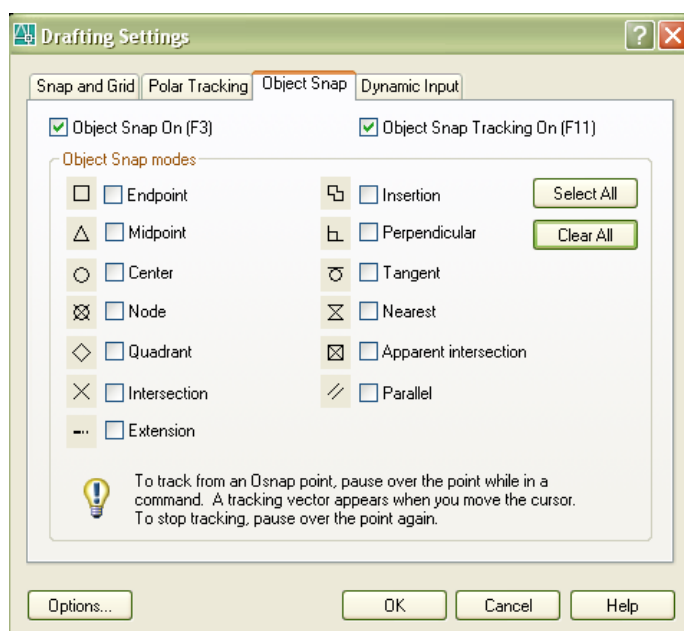 Drafting Settings
Snap and Grid Polar Tracking Object Snap Dynamic Input
Object Snap On (F3) Object Snap Tracking On (F11)
Object Snap modes
Endpoint Insertion Select All
Midpoint Perpendicular Clear All
Center Tangent
Node Nearest
Quadrant Apparent intersection
Intersection Parallel
Extension
To track from an Osnap point, pause over the point while in a
command. A tracking vector appears when you move the cursor.
To stop tracking, pause over the point again.
Options... OK Cancel Help